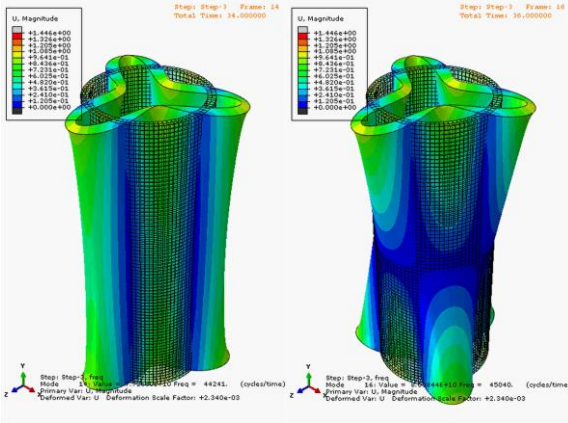 Step: Step-3 Frame: 14
Total Time: 34.000000
U, Magnitude
+1.446e+00
+1.326e+00
+1.205e+00
+1.085e+00
+9.641e-01
+8.436e-01
+7.231e-01
+6.025e-01
+4.820e-01
+3.615e-01
+2.410e-01
+1.205e-01
+0.000e+00
Y
Z X
Step: Step-3, freq
Mode 14: Value = Freq = 44241. (cycles/time)
Primary Var: U, Magnitude
Deformed Var: U Deformation Scale Factor: +2.340e-03
Step: Step-3 Frame: 16
Total Time: 36.000000
U, Magnitude
+1.446e+00
+1.326e+00
+1.205e+00
+1.085e+00
+9.641e-01
+8.436e-01
+7.231e-01
+6.025e-01
+4.820e-01
+3.615e-01
+2.410e-01
+1.205e-01
+0.000e+00
Y
Z X
Step: Step-3, freq
Mode 16: Value = Freq = 45040. (cycles/time)
Primary Var: U, Magnitude
Deformed Var: U Deformation Scale Factor: +2.340e-03